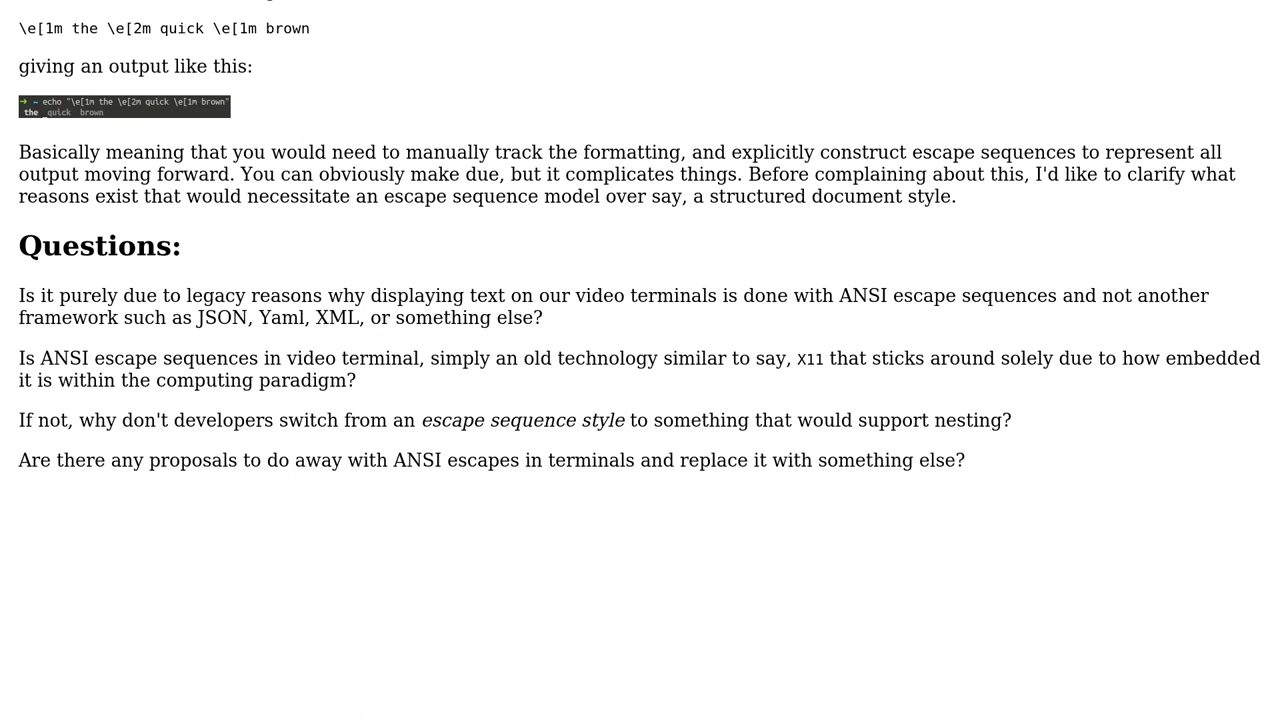 \e[1m the \e[2m quick \e[1m brown
giving an output like this:
➜ ~ echo "\e[1m the \e[2m quick \e[1m brown"
the quick brown
Basically meaning that you would need to manually track the formatting, and explicitly construct escape sequences to represent all
output moving forward. You can obviously make due, but it complicates things. Before complaining about this, I'd like to clarify what
reasons exist that would necessitate an escape sequence model over say, a structured document style.
Questions:
Is it purely due to legacy reasons why displaying text on our video terminals is done with ANSI escape sequences and not another
framework such as JSON, Yaml, XML, or something else?
Is ANSI escape sequences in video terminal, simply an old technology similar to say, X11 that sticks around solely due to how embedded
it is within the computing paradigm?
If not, why don't developers switch from an escape sequence style to something that would support nesting?
Are there any proposals to do away with ANSI escapes in terminals and replace it with something else?